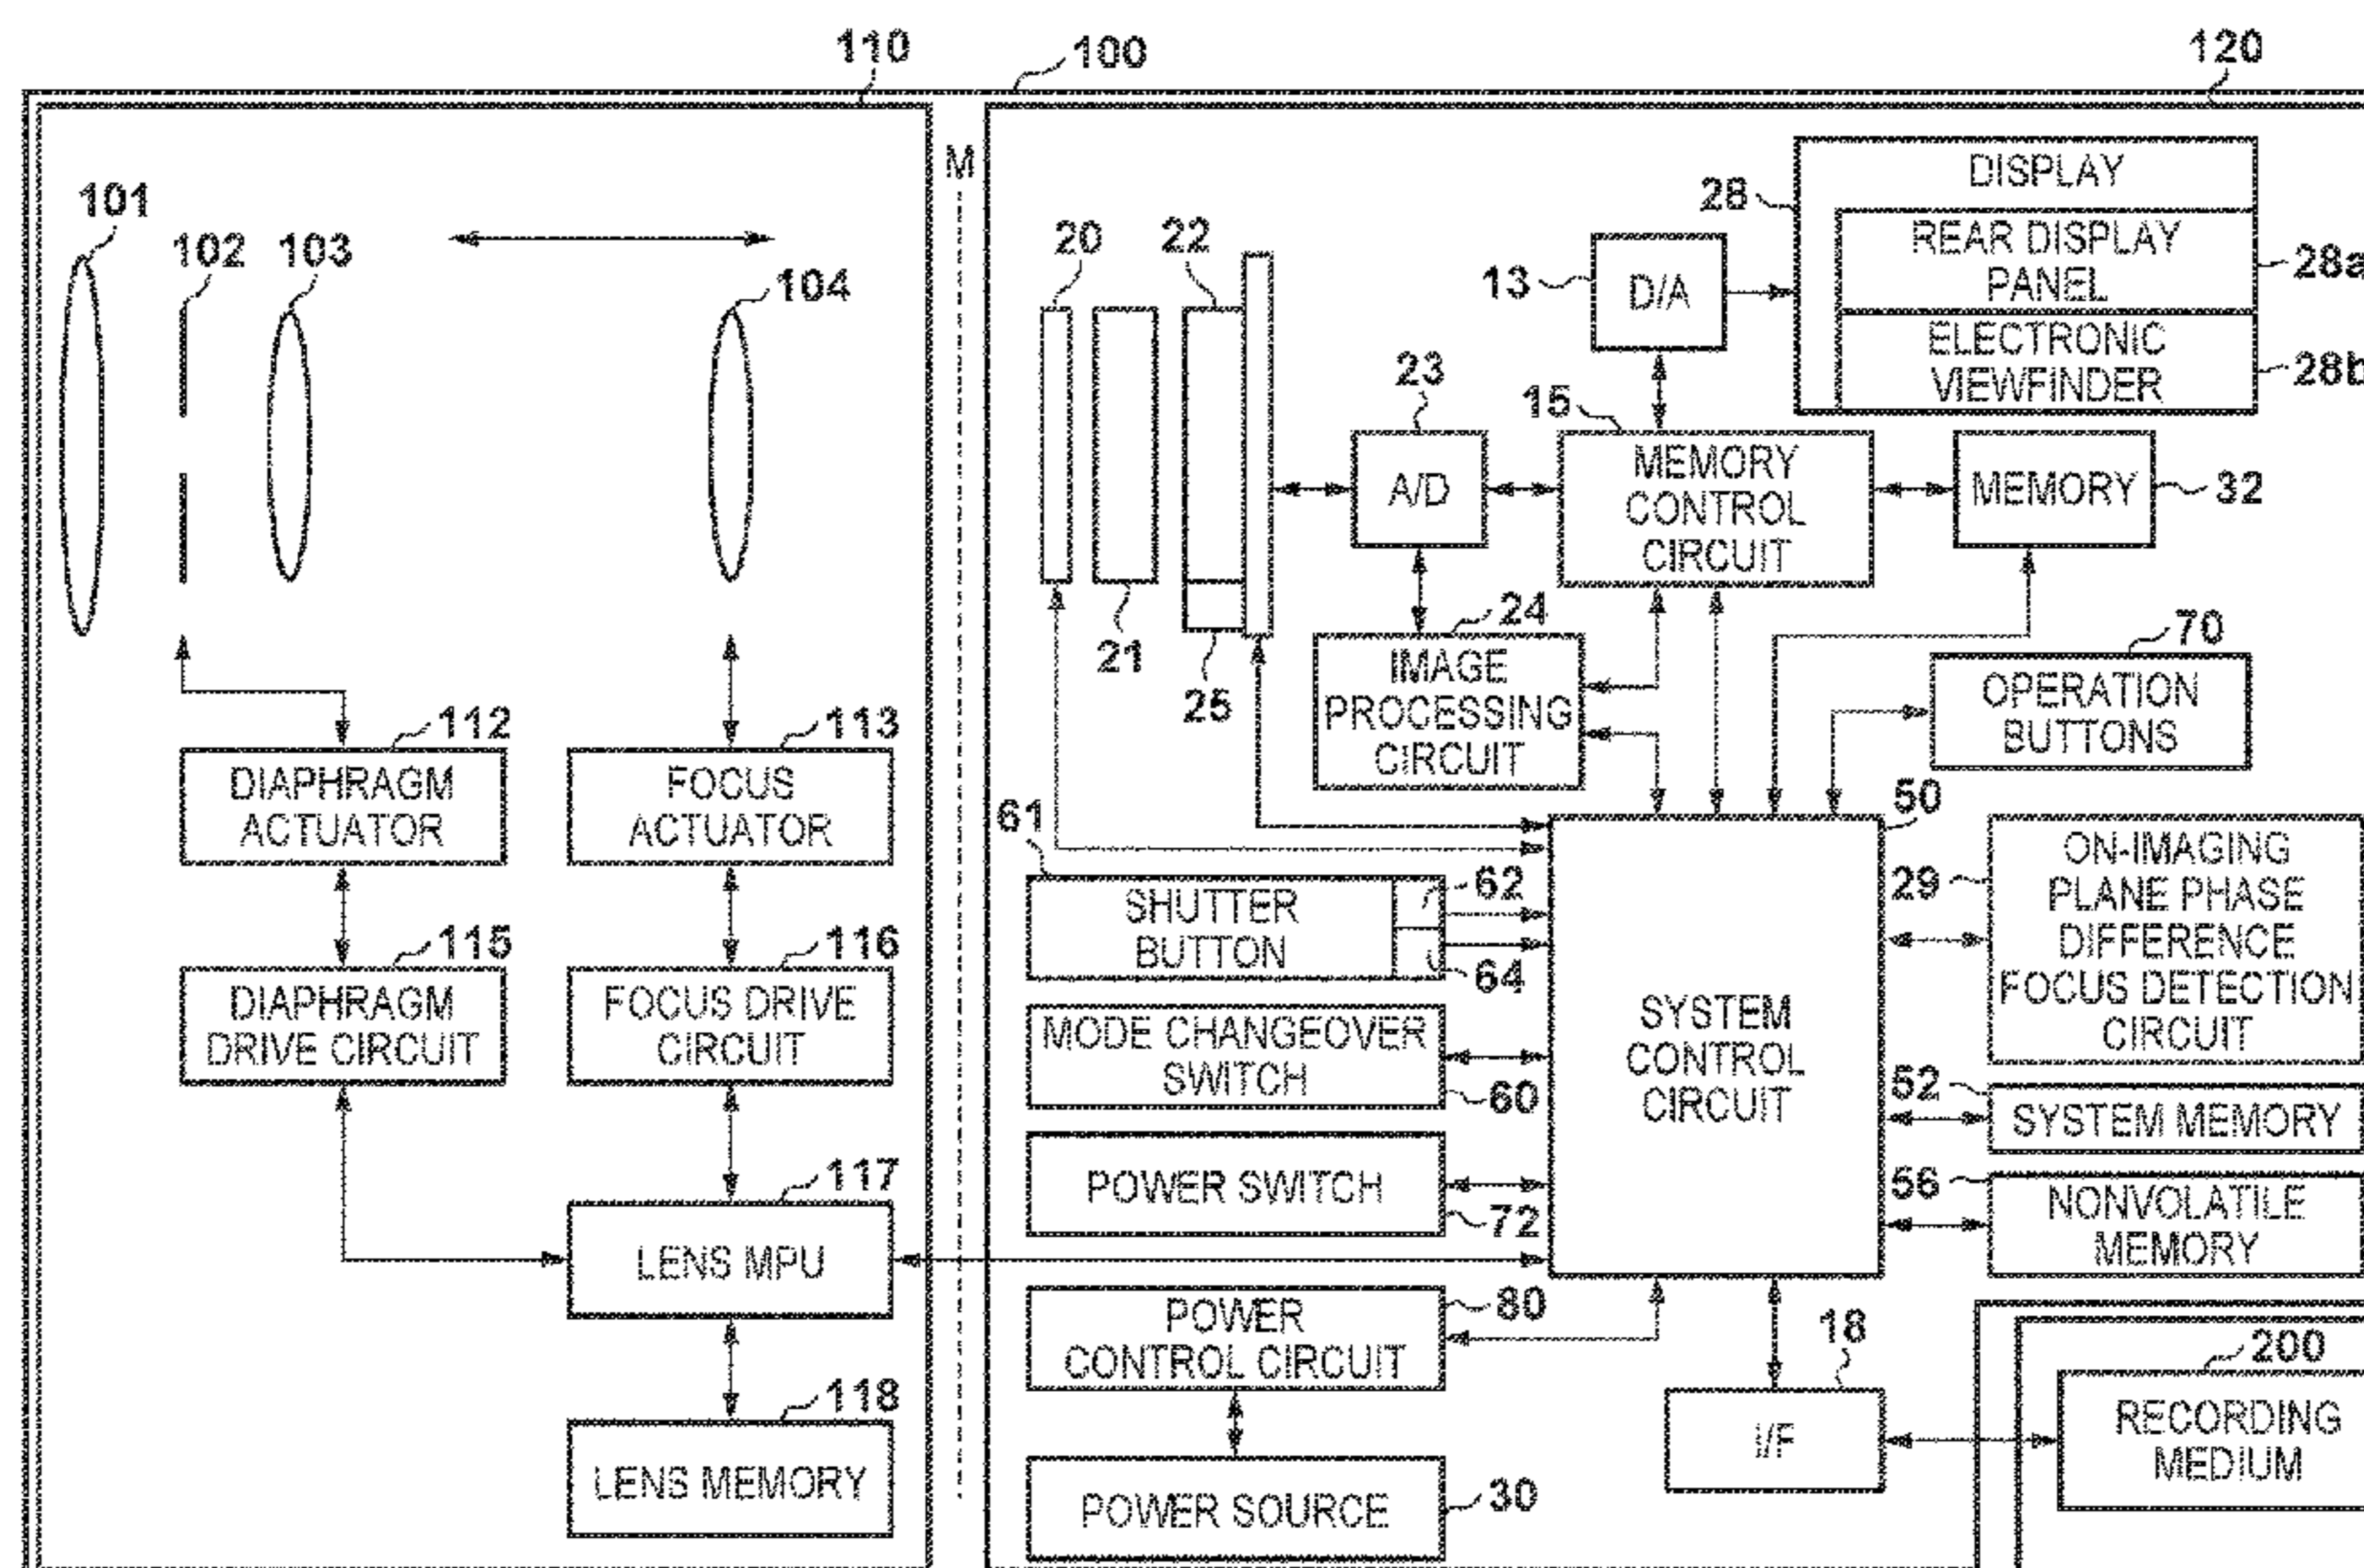 110
100
120
M
101
102
103
104
20
22
13
D/A
28
DISPLAY
REAR DISPLAY
PANEL
28a
ELECTRONIC
VIEWFINDER
28b
23
A/D
15
MEMORY
CONTROL
CIRCUIT
MEMORY
32
21
25
24
IMAGE
PROCESSING
CIRCUIT
70
OPERATION
BUTTONS
112
DIAPHRAGM
ACTUATOR
113
FOCUS
ACTUATOR
61
SHUTTER
BUTTON
62
64
50
SYSTEM
CONTROL
CIRCUIT
29
ON-IMAGING
PLANE PHASE
DIFFERENCE
FOCUS DETECTION
CIRCUIT
115
DIAPHRAGM
DRIVE CIRCUIT
116
FOCUS DRIVE
CIRCUIT
MODE CHANGEOVER
SWITCH
60
52
SYSTEM MEMORY
POWER SWITCH
72
56
NONVOLATILE
MEMORY
117
LENS MPU
80
POWER
CONTROL CIRCUIT
18
I/F
200
RECORDING
MEDIUM
118
LENS MEMORY
POWER SOURCE
30